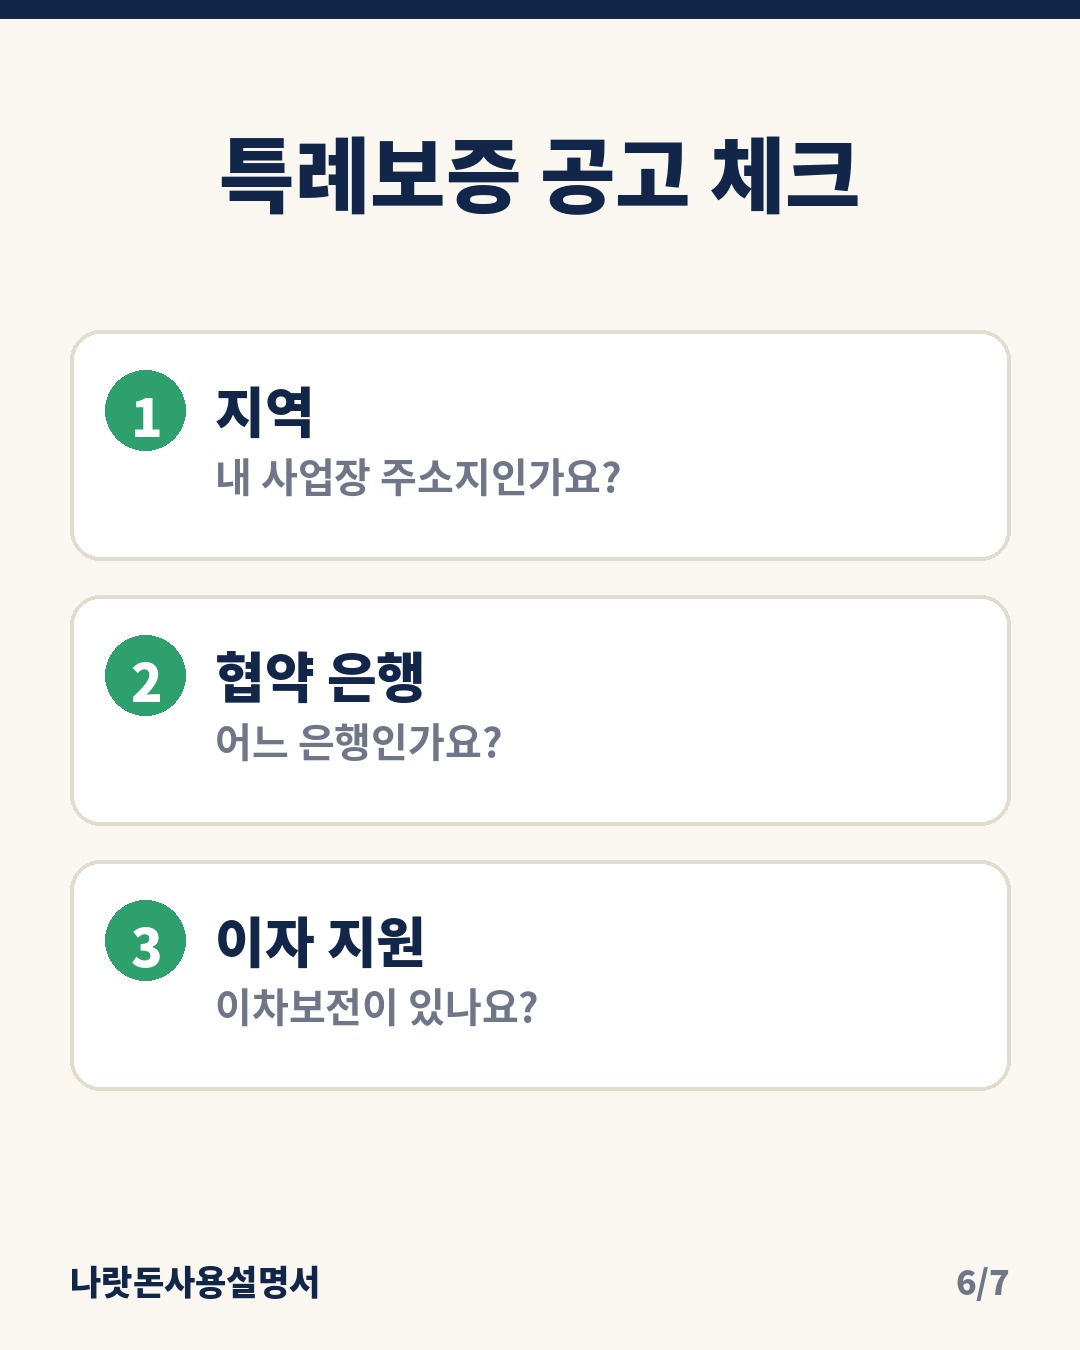 특례보증 공고 체크
1 지역
내 사업장 주소지인가요?
2 협약 은행
어느 은행인가요?
3 이자 지원
이차보전이 있나요?
나랏돈사용설명서
6/7